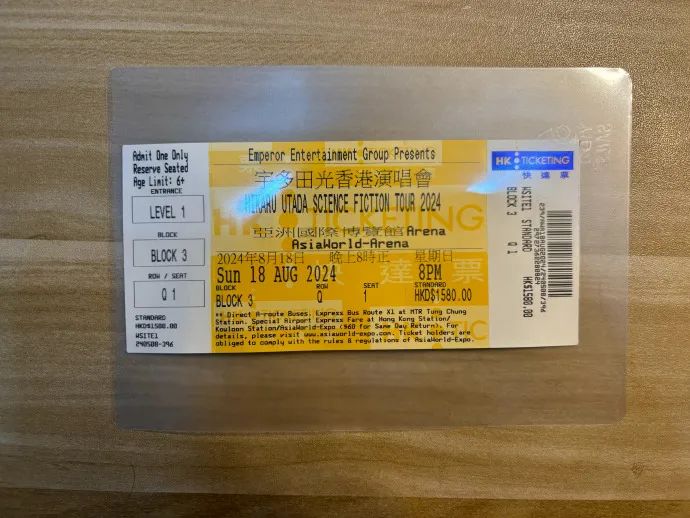 Admit One Only
Reserve Seated
Age Limit: 6+
ENTRANCE
LEVEL 1
BLOCK
BLOCK 3
ROW / SEAT
Q 1
STANDARD
HKD$1580.00
WSITE1
240508-396
Emperor Entertainment Group Presents
宇多田光香港演唱會
HIKARU UTADA SCIENCE FICTION TOUR 2024
亞洲國際博覽館 Arena
AsiaWorld-Arena
2024年8月18日 晚上8時正 星期日
Sun 18 AUG 2024 8PM
BLOCK ROW SEAT STANDARD
BLOCK 3 Q 1 HKD$1580.00
** Direct A-route Buses. Express Bus Route X1 at MTR Tung Chung
Station. Special Airport Express Fare at Hong Kong Station/
Kowloon Station/AsiaWorld-Expo ($60 for Same Day Return). For
details, please visit www.asiaworld-expo.com. Ticket holders are
obliged to comply with the rules & regulations of AsiaWorld-Expo.
HK TICKETING
快達票
WSITE1 STANDARD HK$1580.00
BLOCK 3 Q 1